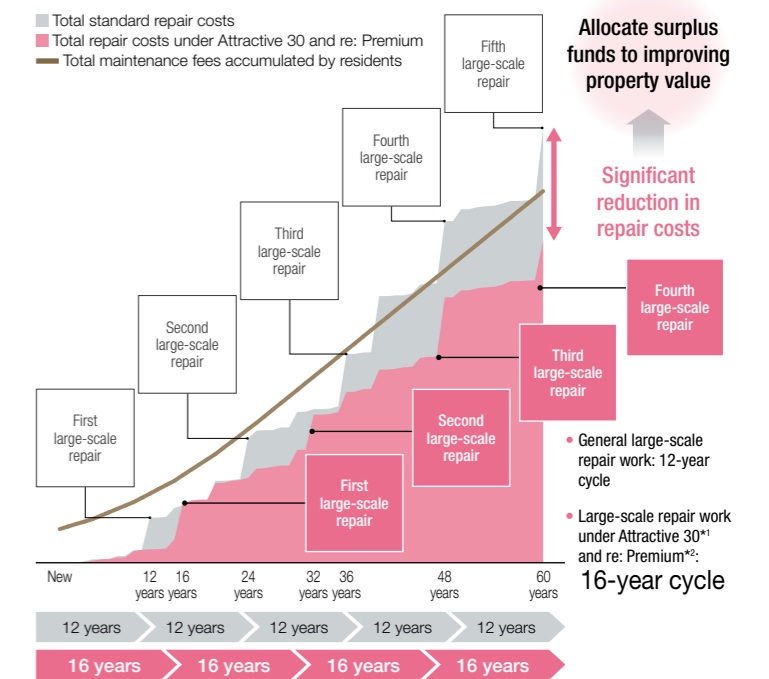 Total standard repair costs
Total repair costs under Attractive 30 and re: Premium
Total maintenance fees accumulated by residents
Allocate surplus
funds to improving
property value
Significant
reduction in
repair costs
Fifth
large-scale
repair
Fourth
large-scale
repair
Third
large-scale
repair
Second
large-scale
repair
First
large-scale
repair
Fourth
large-scale
repair
Third
large-scale
repair
Second
large-scale
repair
First
large-scale
repair
• General large-scale
repair work: 12-year
cycle
• Large-scale repair work
under Attractive 30*1
and re: Premium*2:
16-year cycle
New 12 16 24 32 36 48 60
years years years years years years years
12 years 12 years 12 years 12 years 12 years
16 years 16 years 16 years 16 years